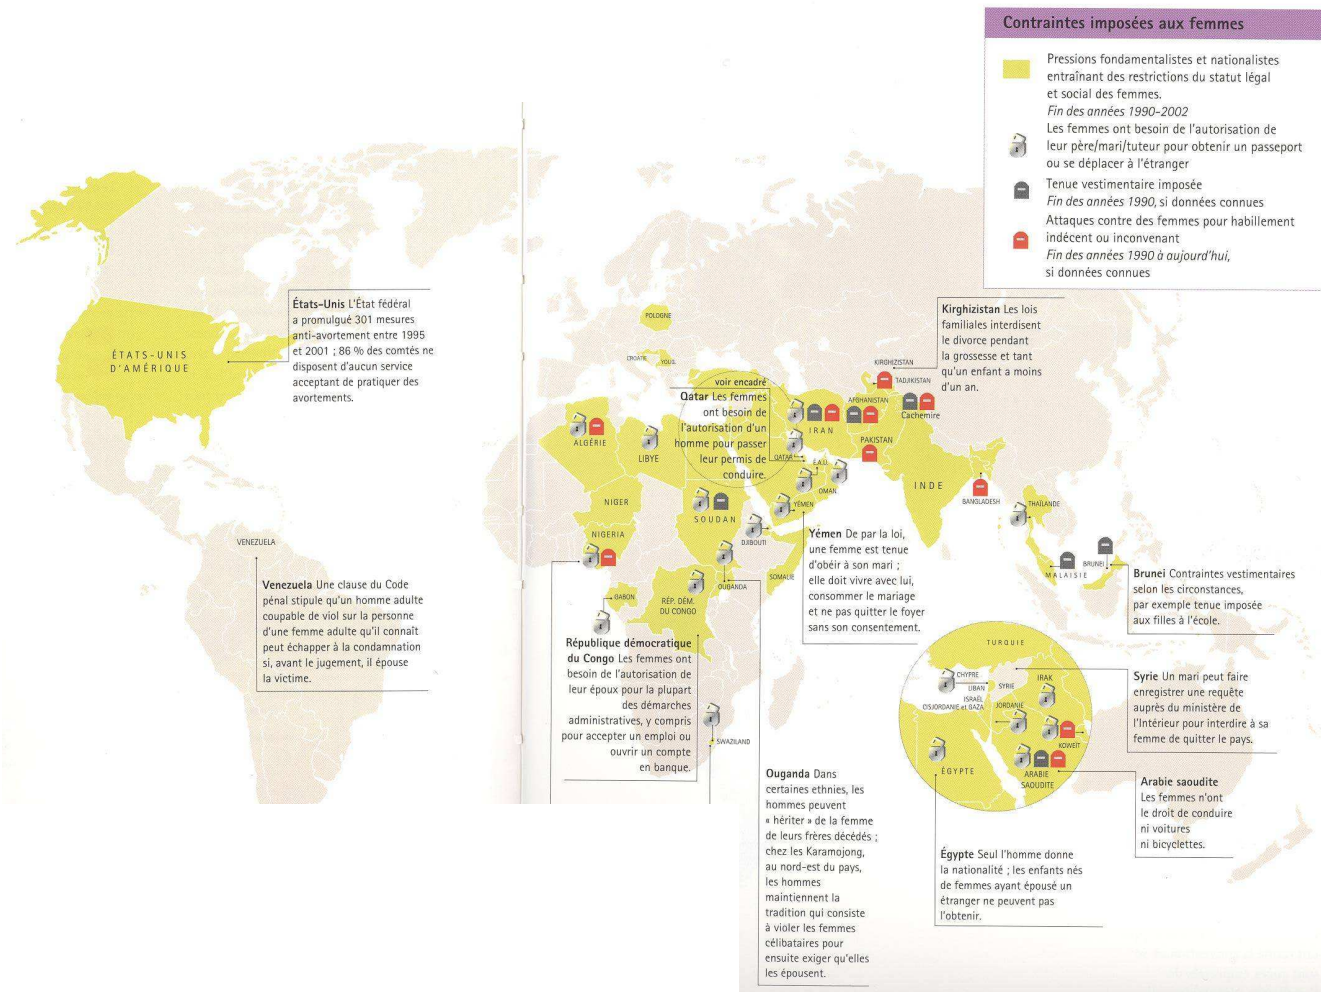 Contraintes imposées aux femmes
Pressions fondamentalistes et nationalistes
entraînant des restrictions du statut légal
et social des femmes.
Fin des années 1990-2002
Les femmes ont besoin de l'autorisation de
leur père/mari/tuteur pour obtenir un passeport
ou se déplacer à l'étranger
Tenue vestimentaire imposée
Fin des années 1990, si données connues
Attaques contre des femmes pour habillement
indécent ou inconvenant
Fin des années 1990 à aujourd'hui,
si données connues
États-Unis L'État fédéral
a promulgué 301 mesures
anti-avortement entre 1995
et 2001 ; 86 % des comtés ne
disposent d'aucun service
acceptant de pratiquer des
avortements.
ÉTATS-UNIS
D'AMÉRIQUE
VENEZUELA
Venezuela Une clause du Code
pénal stipule qu'un homme adulte
coupable de viol sur la personne
d'une femme adulte qu'il connaît
peut échapper à la condamnation
si, avant le jugement, il épouse
la victime.
POLOGNE
CROATIE
YOUG.
voir encadré
Qatar Les femmes
ont besoin de
l'autorisation d'un
homme pour passer
leur permis de
conduire.
Kirghizistan Les lois
familiales interdisent
le divorce pendant
la grossesse et tant
qu'un enfant a moins
d'un an.
KIRGHIZISTAN
TADJIKISTAN
AFGHANISTAN
Cachemire
IRAN
PAKISTAN
QATAR
E.A.U.
OMAN
YÉMEN
INDE
BANGLADESH
THAÏLANDE
MALAISIE
BRUNEI
ALGÉRIE
LIBYE
NIGER
NIGERIA
SOUDAN
DJIBOUTI
SOMALIE
OUGANDA
GABON
RÉP. DÉM.
DU CONGO
SWAZILAND
Yémen De par la loi,
une femme est tenue
d'obéir à son mari ;
elle doit vivre avec lui,
consommer le mariage
et ne pas quitter le foyer
sans son consentement.
Brunei Contraintes vestimentaires
selon les circonstances,
par exemple tenue imposée
aux filles à l'école.
République démocratique
du Congo Les femmes ont
besoin de l'autorisation de
leur époux pour la plupart
des démarches
administratives, y compris
pour accepter un emploi ou
ouvrir un compte
en banque.
TURQUIE
CHYPRE
LIBAN
SYRIE
IRAK
ISRAËL
CISJORDANIE et GAZA
JORDANIE
KOWEIT
ÉGYPTE
ARABIE
SAOUDITE
Syrie Un mari peut faire
enregistrer une requête
auprès du ministère de
l'Intérieur pour interdire à sa
femme de quitter le pays.
Arabie saoudite
Les femmes n'ont
le droit de conduire
ni voitures
ni bicyclettes.
Ouganda Dans
certaines ethnies, les
hommes peuvent
« hériter » de la femme
de leurs frères décédés ;
chez les Karamojong,
au nord-est du pays,
les hommes
maintiennent la
tradition qui consiste
à violer les femmes
célibataires pour
ensuite exiger qu'elles
les épousent.
Égypte Seul l'homme donne
la nationalité ; les enfants nés
de femmes ayant épousé un
étranger ne peuvent pas
l'obtenir.